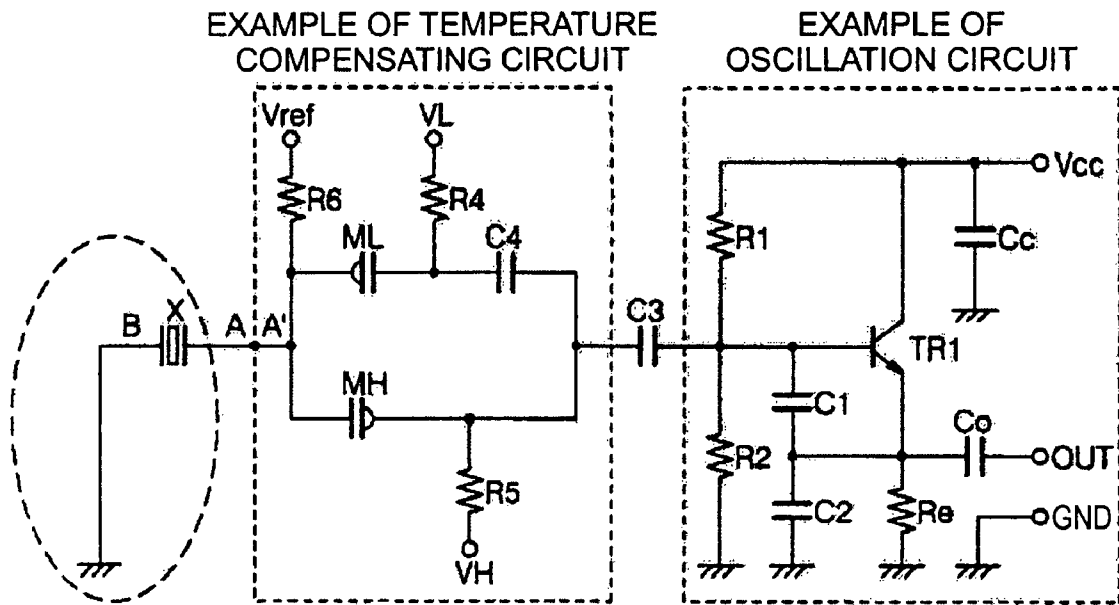 EXAMPLE OF TEMPERATURE
COMPENSATING CIRCUIT
EXAMPLE OF
OSCILLATION CIRCUIT
Vref
VL
R6
R4
ML
C4
B
X
A
A'
MH
R5
VH
C3
R1
R2
C1
C2
TR1
Re
Cc
Vcc
Co
OUT
GND